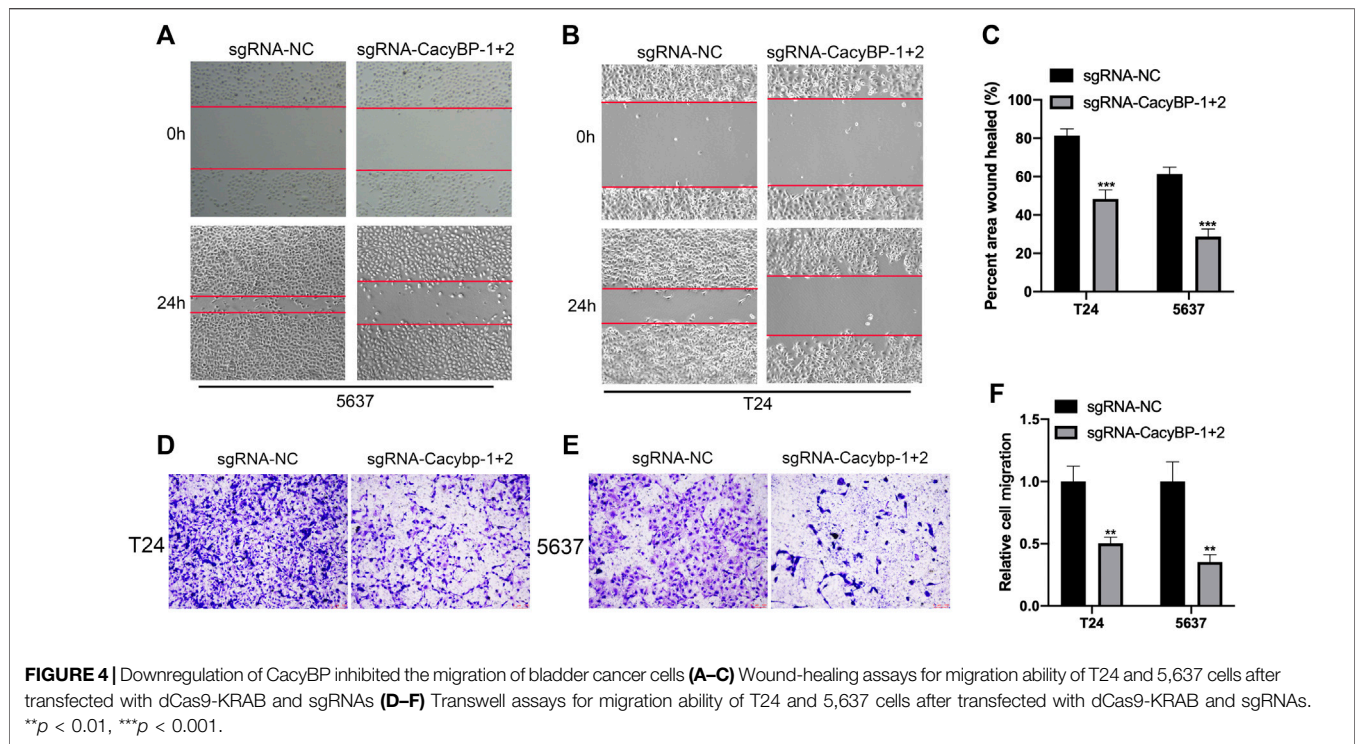 A
sgRNA-NC
sgRNA-CacyBP-1+2
0h
24h
5637
B
sgRNA-NC
sgRNA-CacyBP-1+2
0h
24h
T24
C
sgRNA-NC
sgRNA-CacyBP-1+2
Percent area wound healed (%)
100
80
60
40
20
0
***
***
T24
5637
D
sgRNA-NC
sgRNA-Cacybp-1+2
T24
E
sgRNA-NC
sgRNA-Cacybp-1+2
5637
F
sgRNA-NC
sgRNA-CacyBP-1+2
Relative cell migration
1.5
1.0
0.5
0.0
**
**
T24
5637
FIGURE 4 | Downregulation of CacyBP inhibited the migration of bladder cancer cells (A–C) Wound-healing assays for migration ability of T24 and 5,637 cells after
transfected with dCas9-KRAB and sgRNAs (D–F) Transwell assays for migration ability of T24 and 5,637 cells after transfected with dCas9-KRAB and sgRNAs.
**p < 0.01, ***p < 0.001.